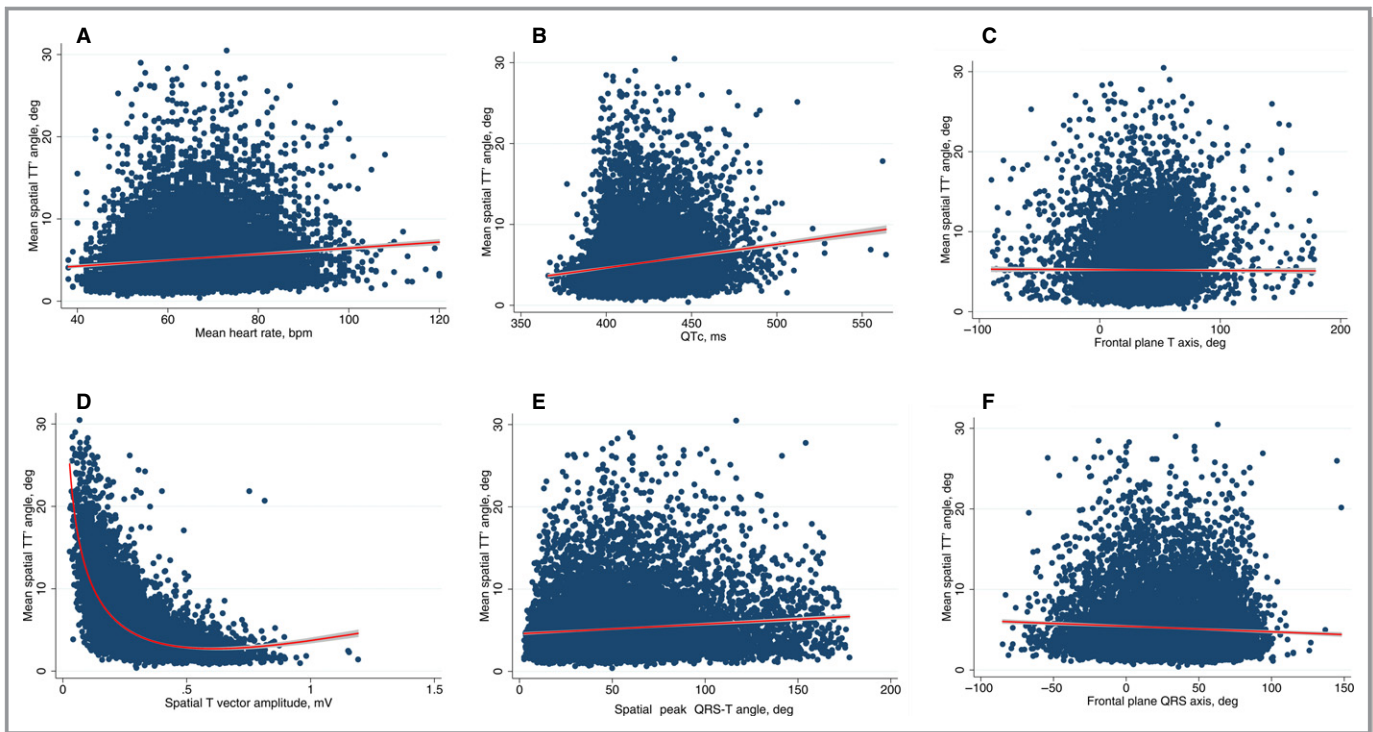 A
Mean spatial TT' angle, deg
30
20
10
0
40 60 80 100 120
Mean heart rate, bpm
B
Mean spatial TT' angle, deg
30
20
10
0
350 400 450 500 550
QTc, ms
C
Mean spatial TT' angle, deg
30
20
10
0
−100 0 100 200
Frontal plane T axis, deg
D
Mean spatial TT' angle, deg
30
20
10
0
0 .5 1 1.5
Spatial T vector amplitude, mV
E
Mean spatial TT' angle, deg
30
20
10
0
0 50 100 150 200
Spatial peak QRS-T angle, deg
F
Mean spatial TT' angle, deg
30
20
10
0
−100 −50 0 50 100 150
Frontal plane QRS axis, deg